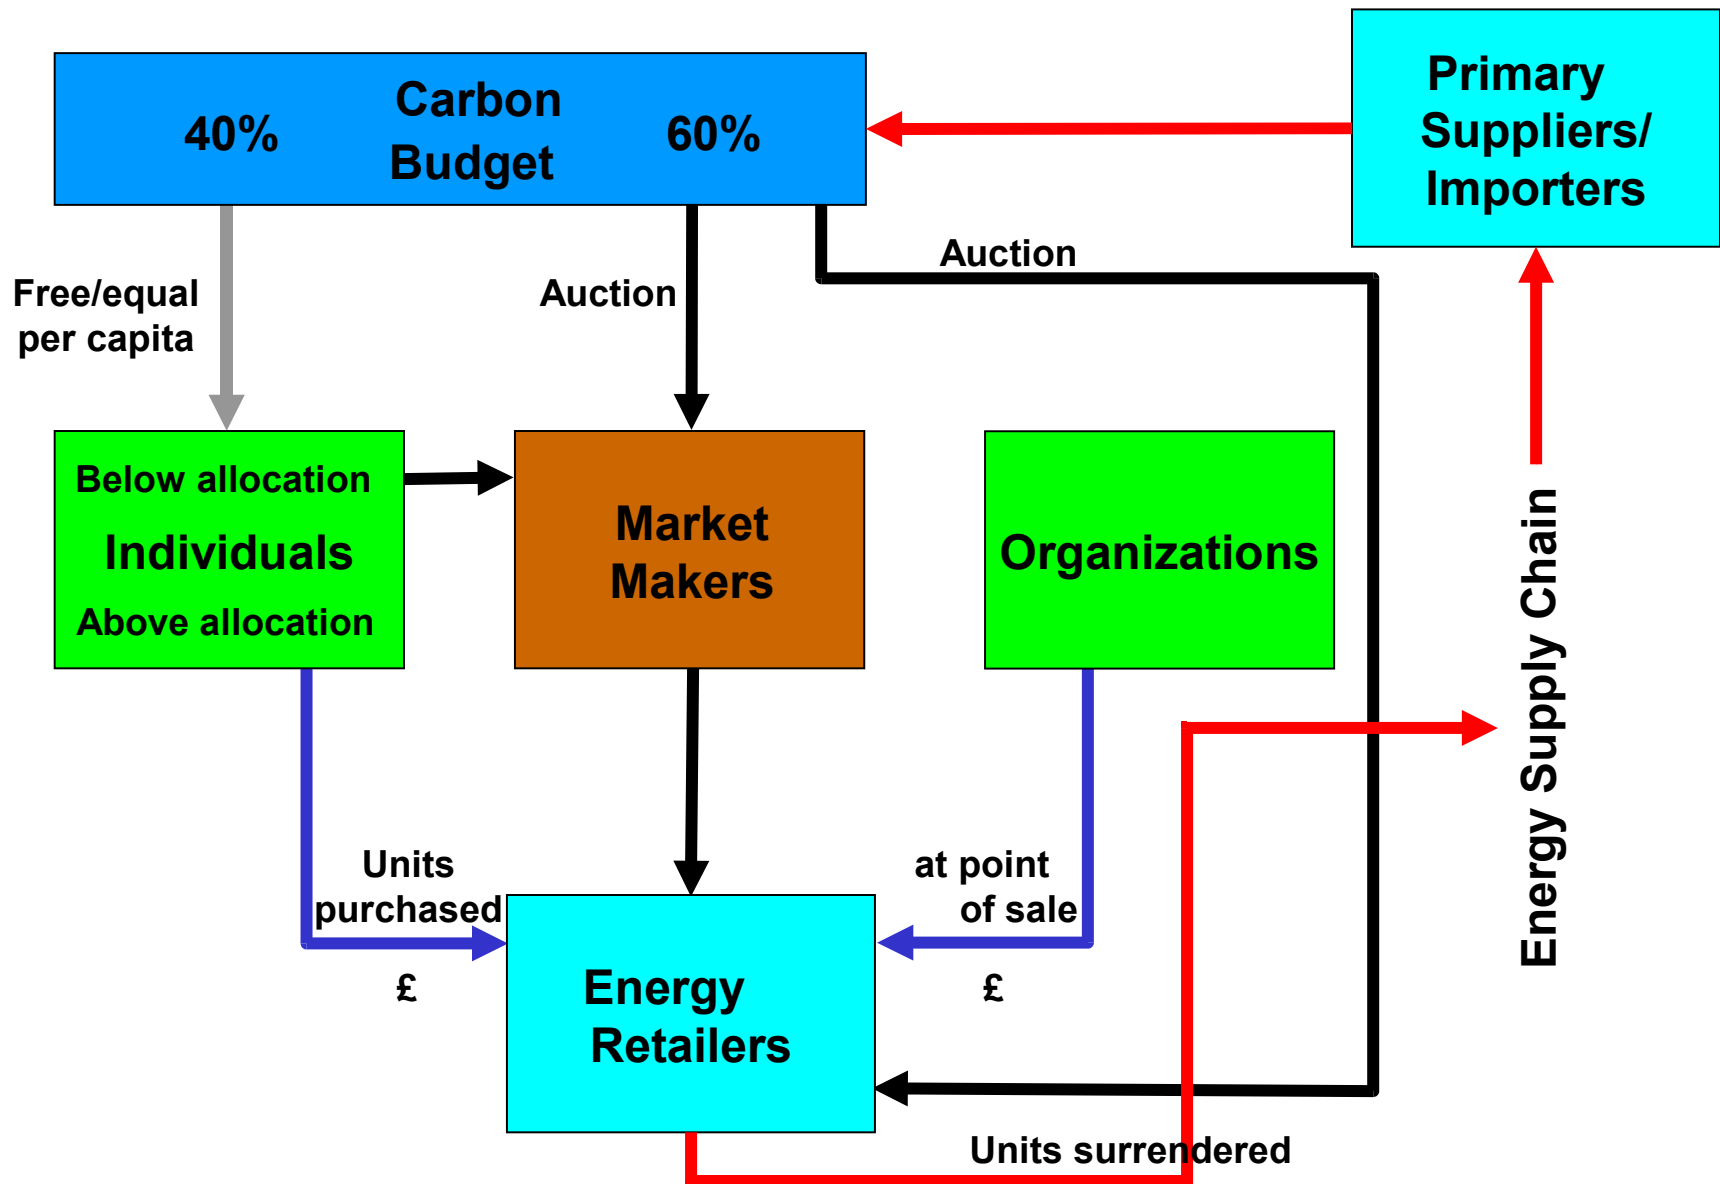 Carbon
Budget
40%
60%
Primary
Suppliers/
Importers
Free/equal
per capita
Auction
Auction
Below allocation
Individuals
Above allocation
Market
Makers
Organizations
Energy Supply Chain
Units
purchased
£
at point
of sale
£
Energy
Retailers
Units surrendered